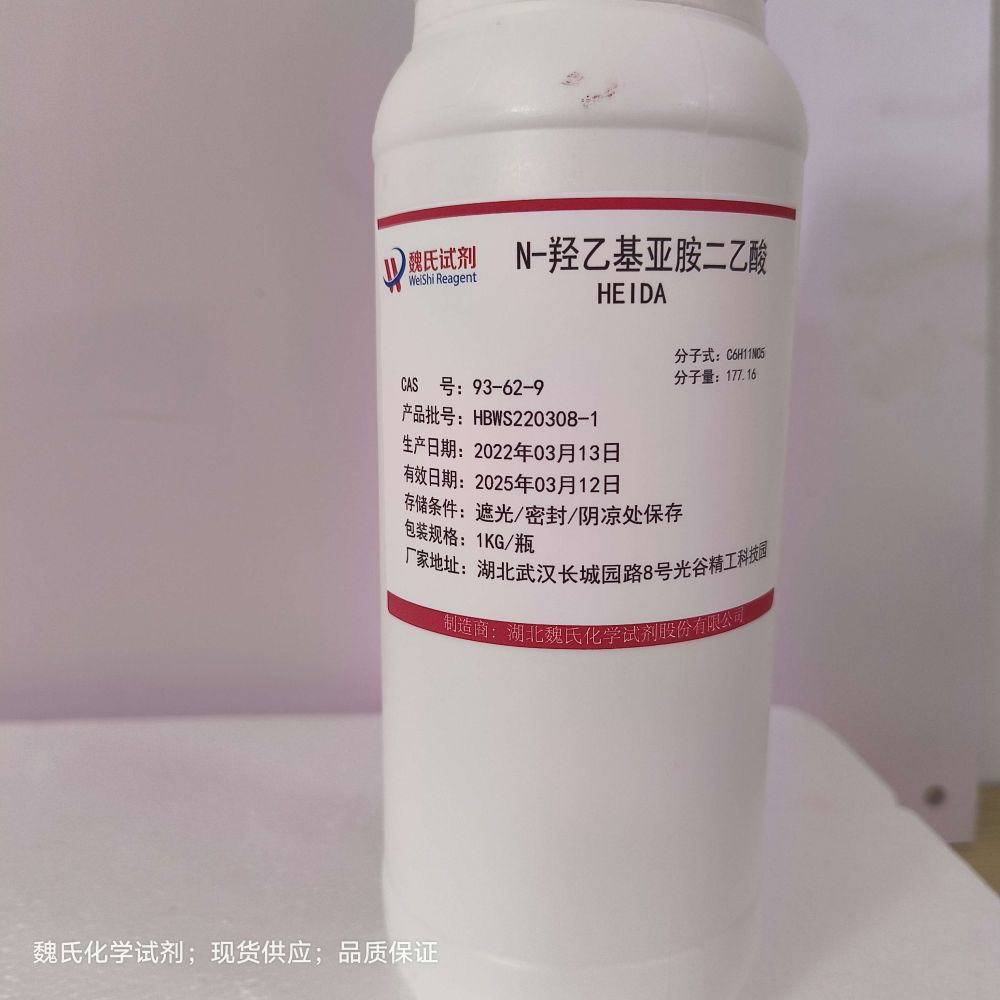 魏氏试剂
WeiShi Reagent
N-羟乙基亚胺二乙酸
HEIDA
分子式：C6H11NO5
分子量：177.16
CAS 号：93-62-9
产品批号：HBWS220308-1
生产日期：2022年03月13日
有效日期：2025年03月12日
存储条件：遮光/密封/阴凉处保存
包装规格：1KG/瓶
厂家地址：湖北武汉长城园路8号光谷精工科技园
制造商：湖北魏氏化学试剂股份有限公司
魏氏化学试剂；现货供应；品质保证